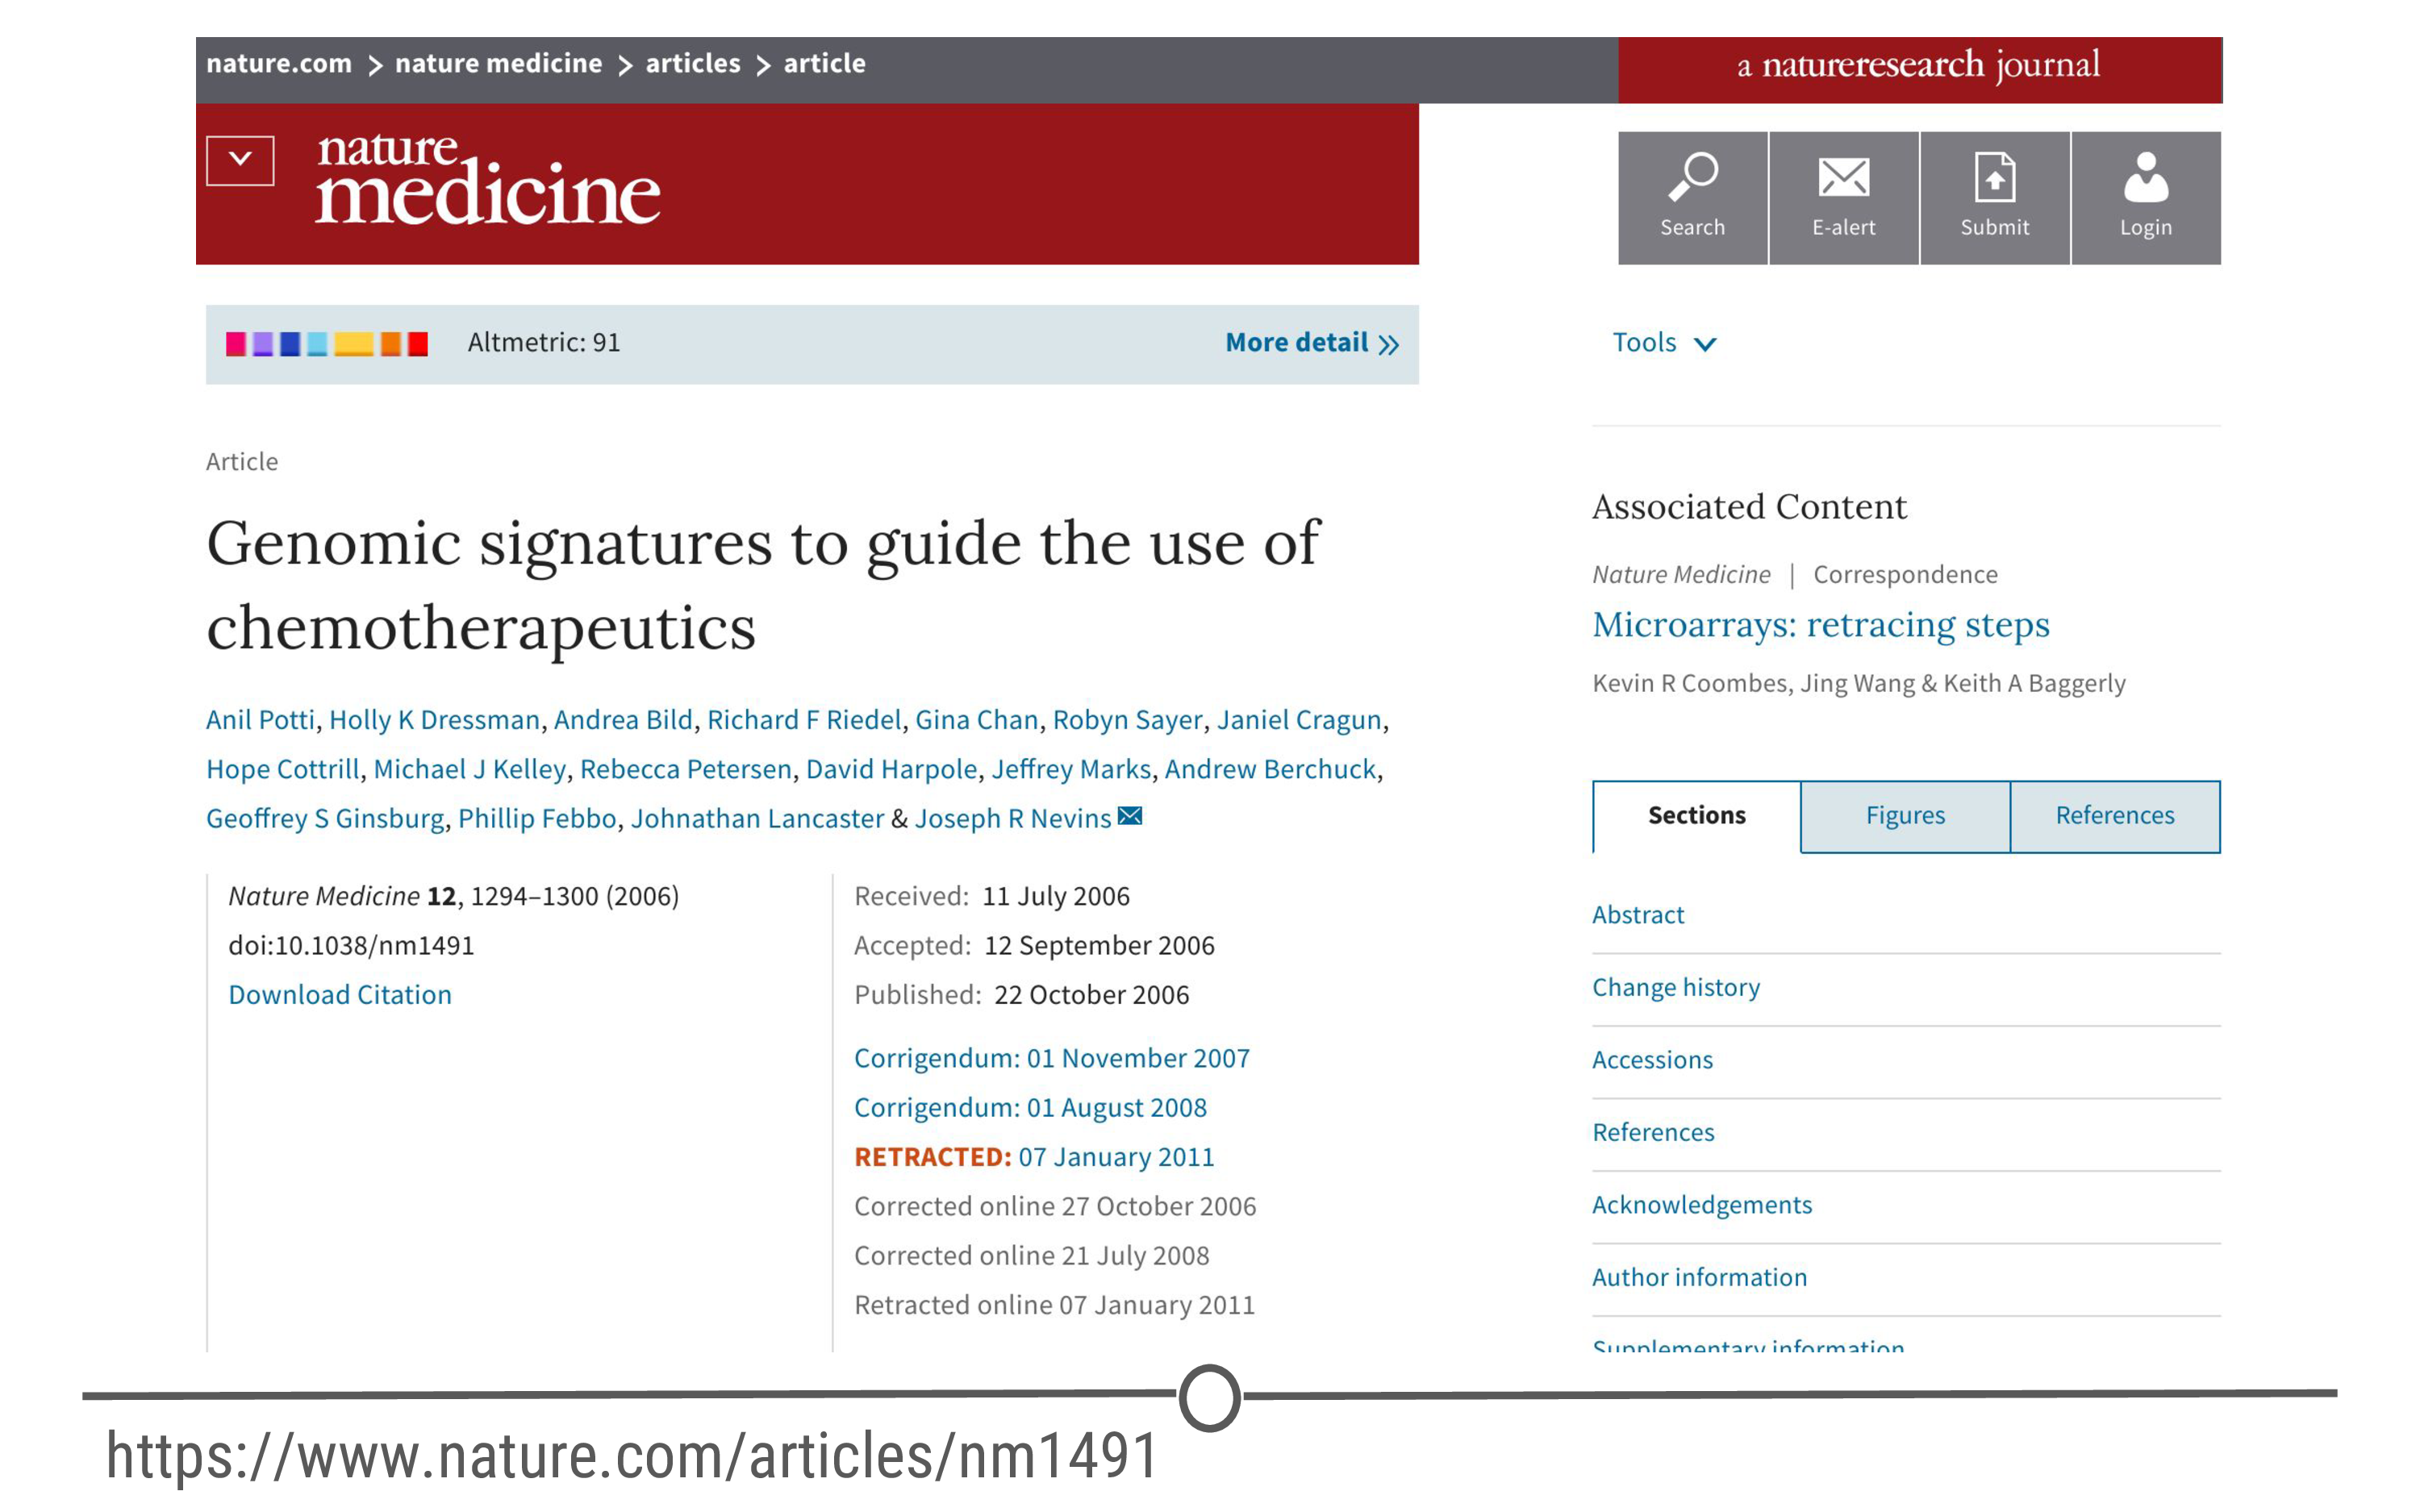 nature.com > nature medicine > articles > article
a natureresearch journal
nature
medicine
Search
E-alert
Submit
Login
Altmetric: 91
More detail »
Tools
Article
Genomic signatures to guide the use of
chemotherapeutics
Anil Potti, Holly K Dressman, Andrea Bild, Richard F Riedel, Gina Chan, Robyn Sayer, Janiel Cragun,
Hope Cottrill, Michael J Kelley, Rebecca Petersen, David Harpole, Jeffrey Marks, Andrew Berchuck,
Geoffrey S Ginsburg, Phillip Febbo, Johnathan Lancaster & Joseph R Nevins
Nature Medicine 12, 1294–1300 (2006)
doi:10.1038/nm1491
Download Citation
Received: 11 July 2006
Accepted: 12 September 2006
Published: 22 October 2006
Corrigendum: 01 November 2007
Corrigendum: 01 August 2008
RETRACTED: 07 January 2011
Corrected online 27 October 2006
Corrected online 21 July 2008
Retracted online 07 January 2011
Associated Content
Nature Medicine | Correspondence
Microarrays: retracing steps
Kevin R Coombes, Jing Wang & Keith A Baggerly
Sections
Figures
References
Abstract
Change history
Accessions
References
Acknowledgements
Author information
Supplementary information
https://www.nature.com/articles/nm1491